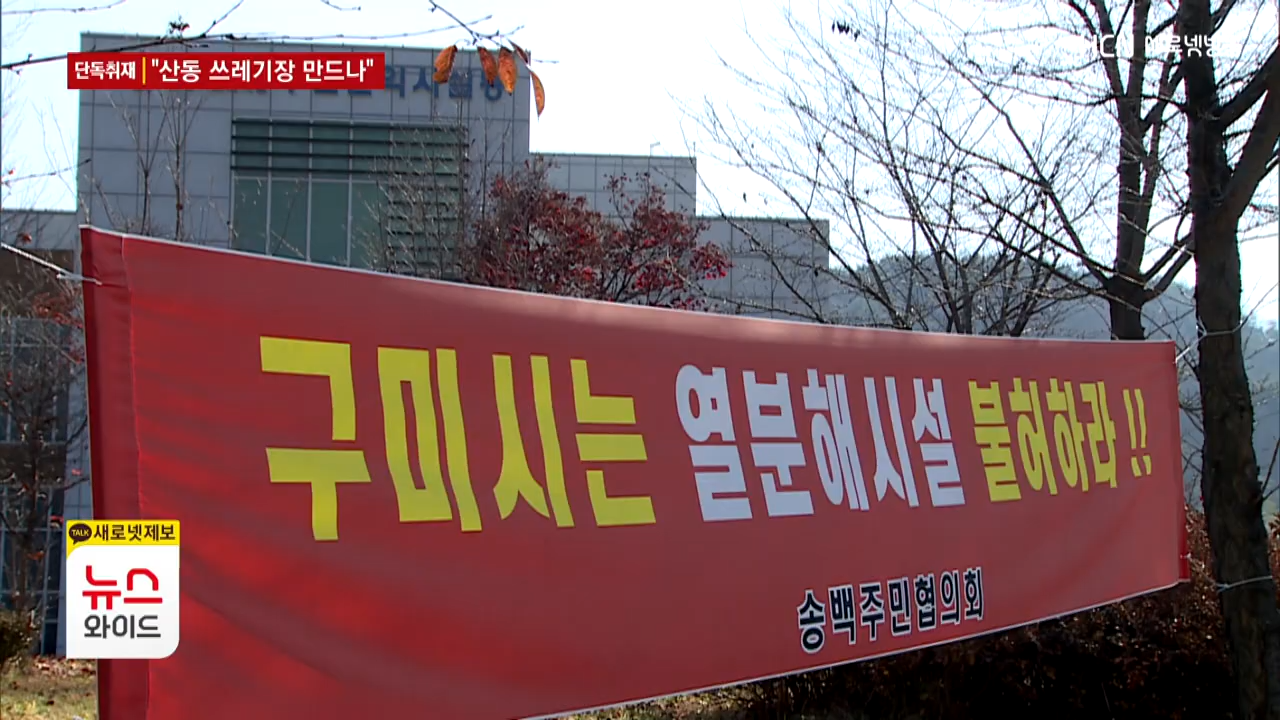 단독취재 "산동 쓰레기장 만드나"
구미시는 열분해시설 불허하라 !!
송백주민협의회
TALK 새로넷제보
뉴스
와이드